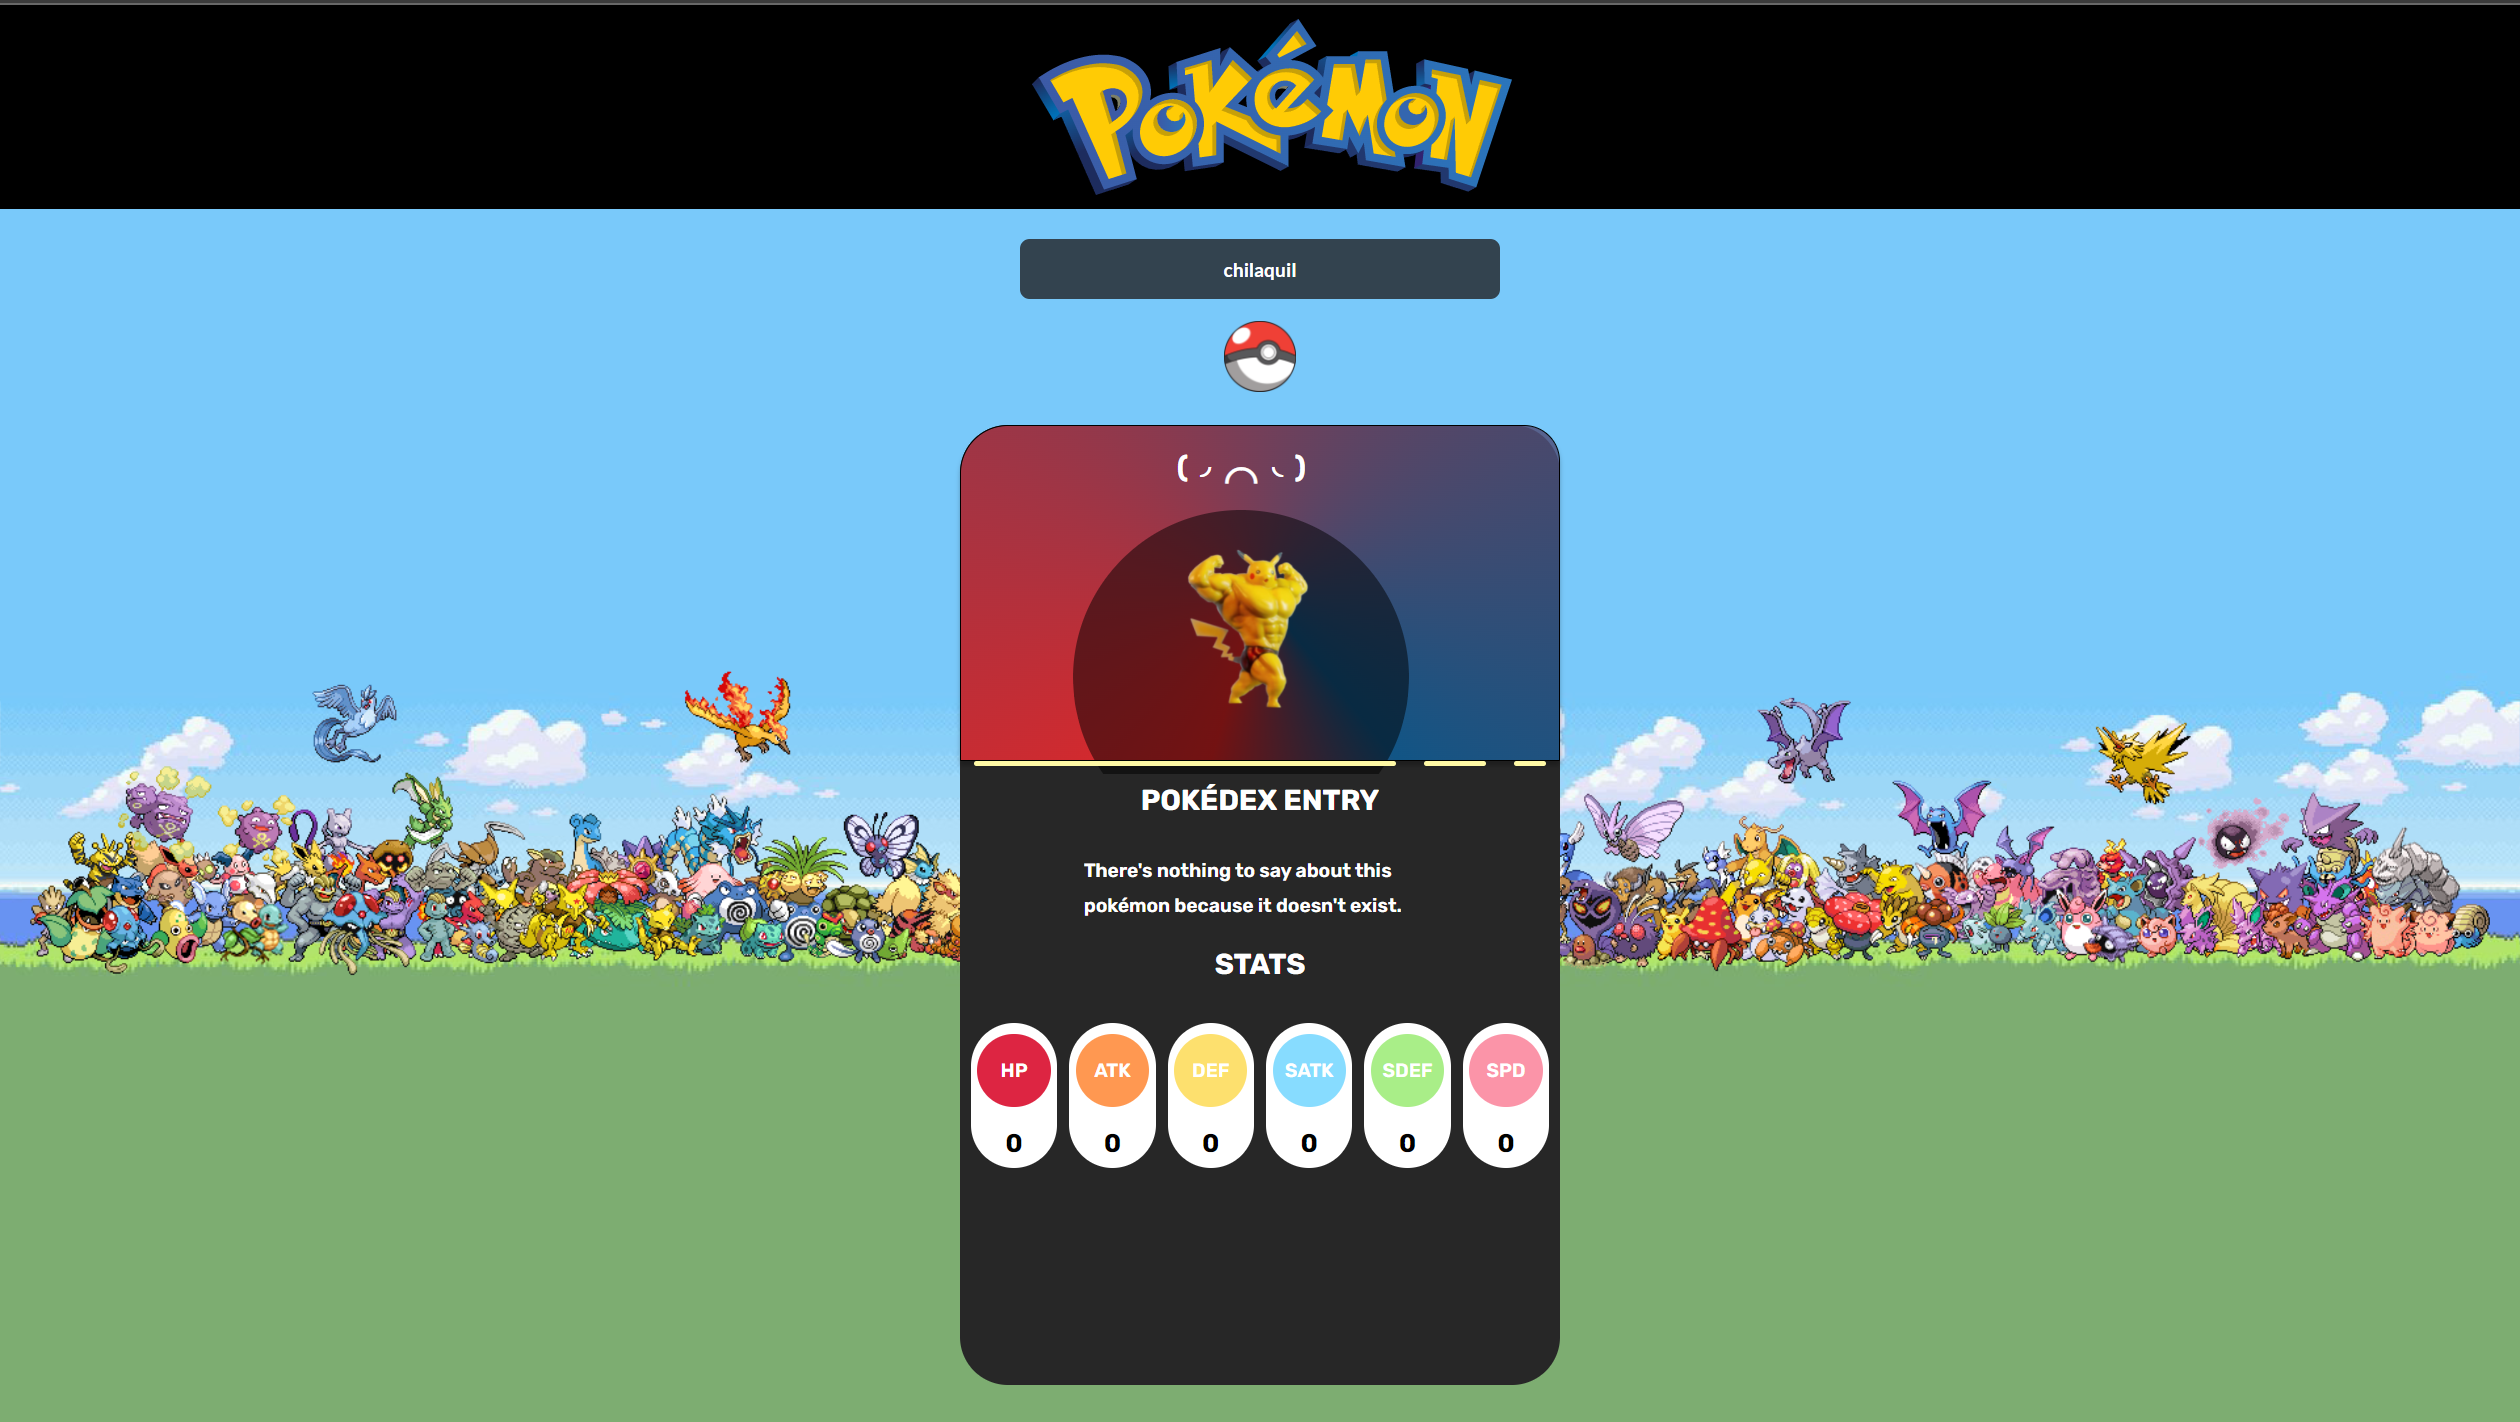 POKéMON
chilaquil
( ◞ ‸ ◟ )
POKÉDEX ENTRY
There's nothing to say about this
pokémon because it doesn't exist.
STATS
HP ATK DEF SATK SDEF SPD
0 0 0 0 0 0